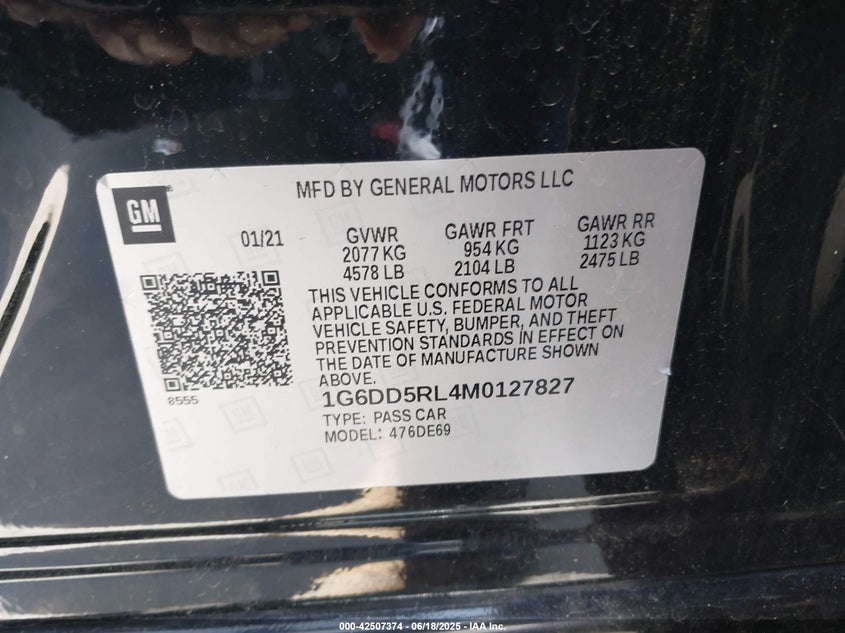 MFD BY GENERAL MOTORS LLC
GM
01/21
GVWR
2077 KG
4578 LB
GAWR FRT
954 KG
2104 LB
GAWR RR
1123 KG
2475 LB
THIS VEHICLE CONFORMS TO ALL
APPLICABLE U.S. FEDERAL MOTOR
VEHICLE SAFETY, BUMPER, AND THEFT
PREVENTION STANDARDS IN EFFECT ON
THE DATE OF MANUFACTURE SHOWN
ABOVE.
8555
1G6DD5RL4M0127827
TYPE: PASS CAR
MODEL: 476DE69
000-42507374 - 06/18/2025 - IAA Inc.